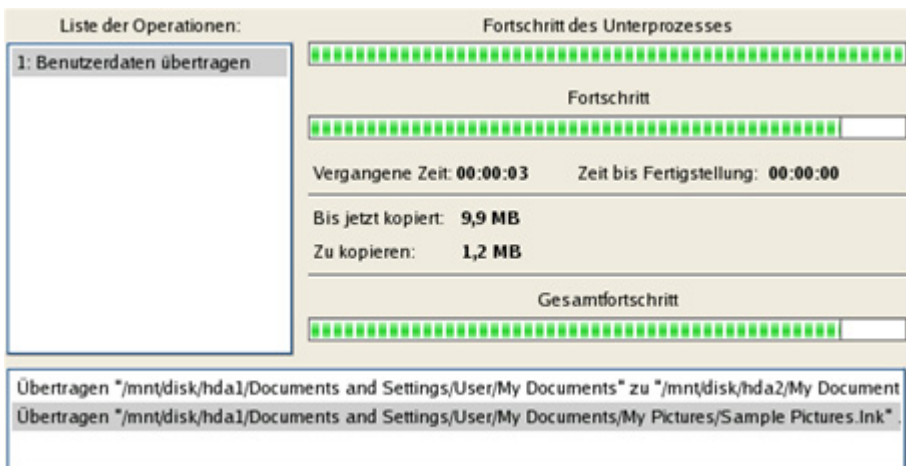 Liste der Operationen:
1: Benutzerdaten übertragen
Fortschritt des Unterprozesses
Fortschritt
Vergangene Zeit: 00:00:03 Zeit bis Fertigstellung: 00:00:00
Bis jetzt kopiert: 9,9 MB
Zu kopieren: 1,2 MB
Gesamtfortschritt
Übertragen "/mnt/disk/hda1/Documents and Settings/User/My Documents" zu "/mnt/disk/hda2/My Document
Übertragen "/mnt/disk/hda1/Documents and Settings/User/My Documents/My Pictures/Sample Pictures.lnk" .